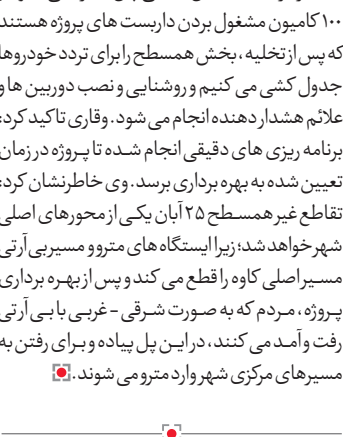 ۱۰۰ کامیون مشغول بردن داربست های پروژه هستند
که پس از تخلیه، بخش همسطح را برای تردد خودروها
جدول کشی می کنیم و روشنایی و نصب دوربین ها و
علائم هشدار دهنده انجام می شود. وقاری تاکید کرد:
برنامه ریزی های دقیقی انجام شده تا پروژه در زمان
تعیین شده به بهره برداری برسد. وی خاطرنشان کرد:
تقاطع غیر همسطح ۲۵ آبان یکی از محورهای اصلی
شهر خواهد شد؛ زیرا ایستگاه های مترو و مسیر بی آر تی
مسیر اصلی کاوه را قطع می کند و پس از بهره برداری
پروژه، مردم که به صورت شرقی - غربی با بی آر تی
رفت و آمد می کنند، در این پل پیاده و برای رفتن به
مسیرهای مرکزی شهر وارد مترو می شوند.